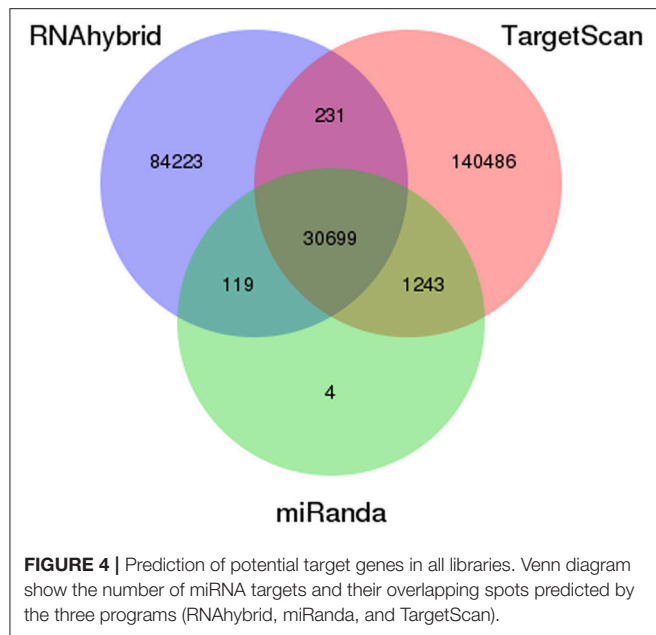 RNAhybrid
TargetScan
231
84223
140486
30699
119
1243
4
miRanda
FIGURE 4 | Prediction of potential target genes in all libraries. Venn diagram
show the number of miRNA targets and their overlapping spots predicted by
the three programs (RNAhybrid, miRanda, and TargetScan).